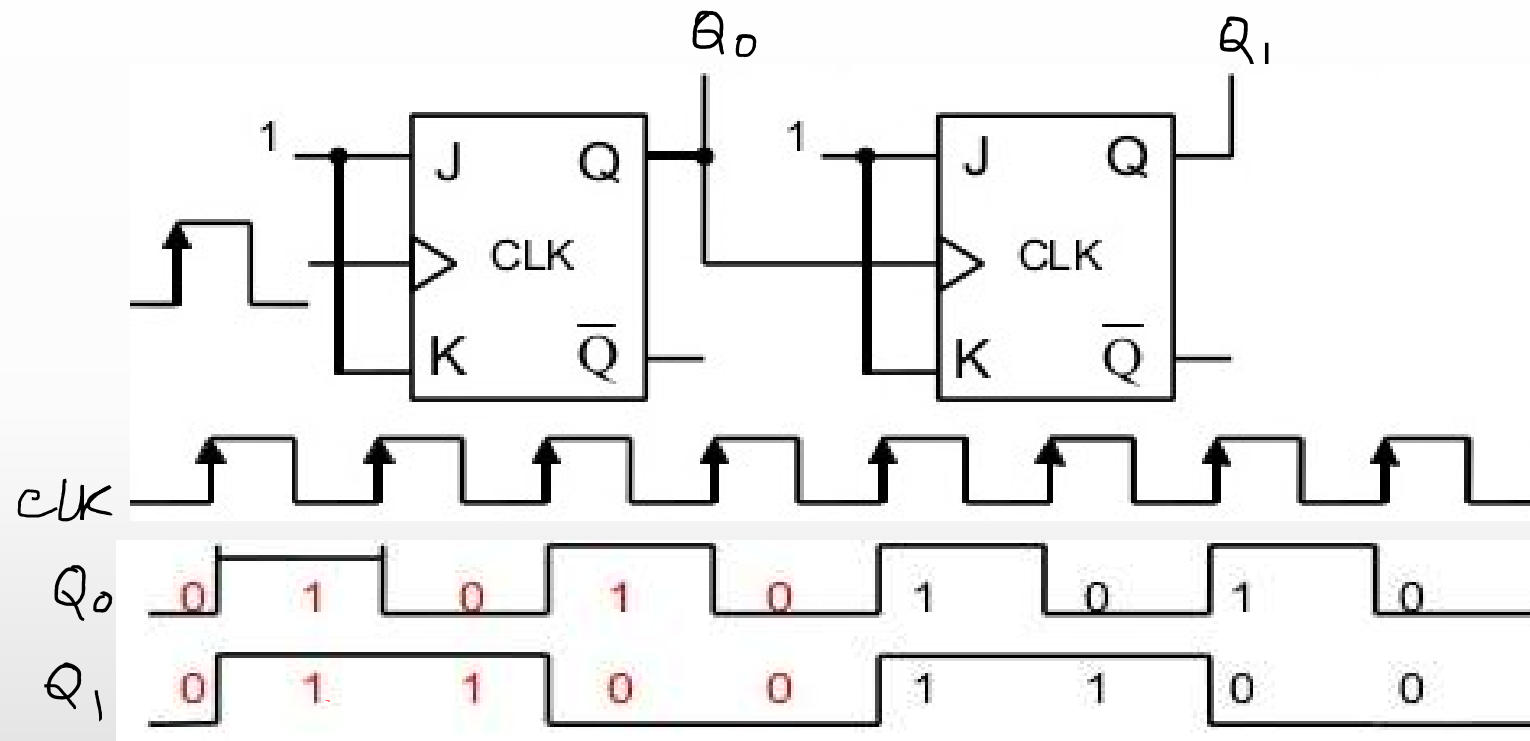 Q0 Q1
1 J Q 1 J Q
CLK CLK
K Q̅ K Q̅
CLK
Q0 0 1 0 1 0 1 0 1 0
Q1 0 1 1 0 0 1 1 0 0